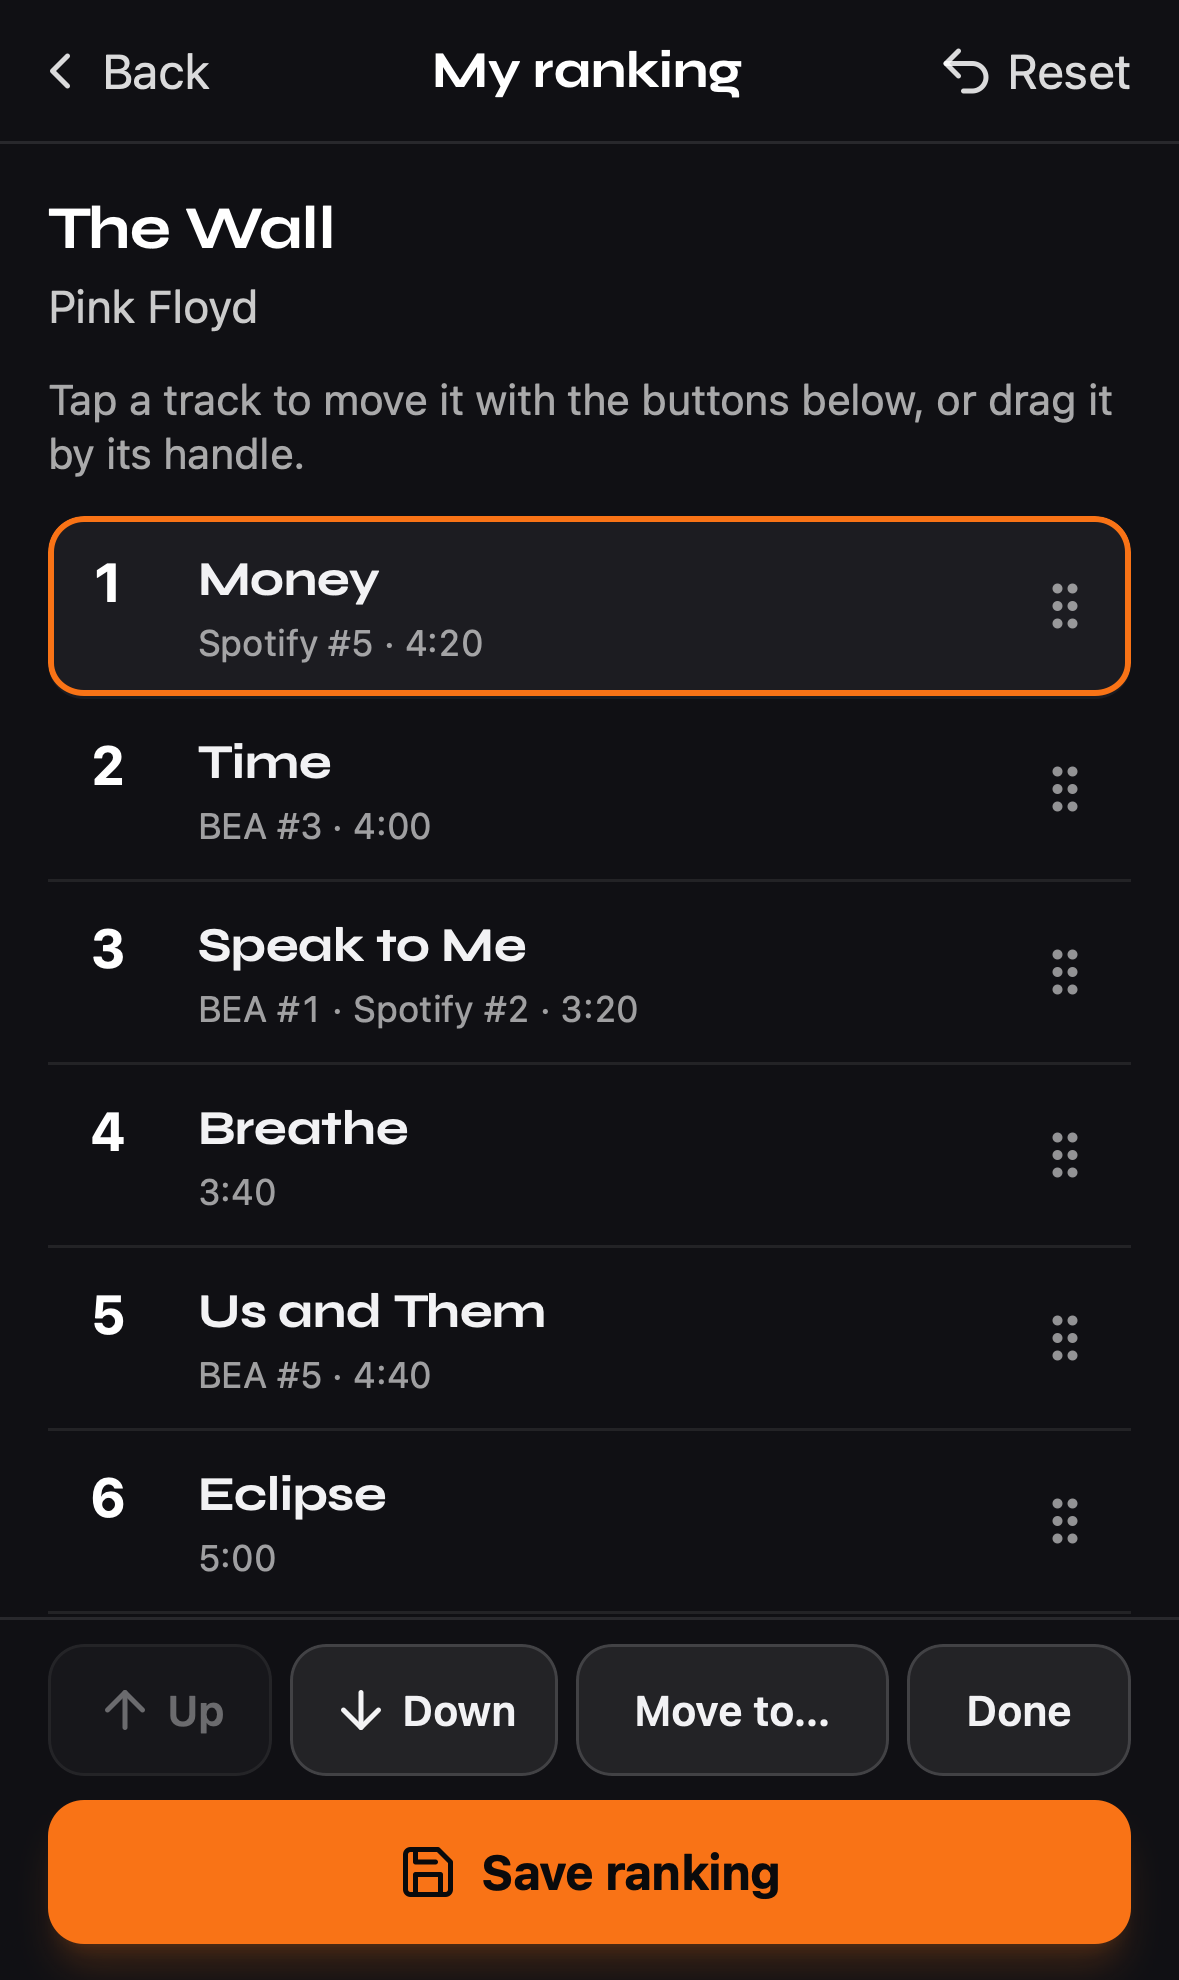 Back
My ranking
Reset
The Wall
Pink Floyd
Tap a track to move it with the buttons below, or drag it
by its handle.
1
Money
Spotify #5 · 4:20
2
Time
BEA #3 · 4:00
3
Speak to Me
BEA #1 · Spotify #2 · 3:20
4
Breathe
3:40
5
Us and Them
BEA #5 · 4:40
6
Eclipse
5:00
Up
Down
Move to...
Done
Save ranking